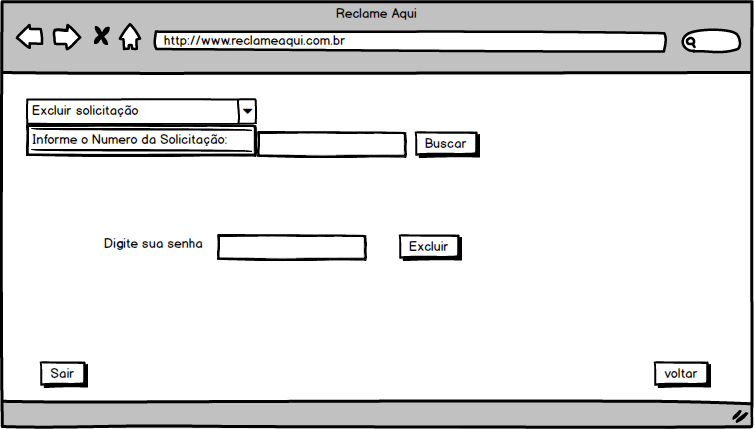 Reclame Aqui
http://www.reclameaqui.com.br
Excluir solicitação
Informe o Numero da Solicitação:
Buscar
Digite sua senha
Excluir
Sair
voltar